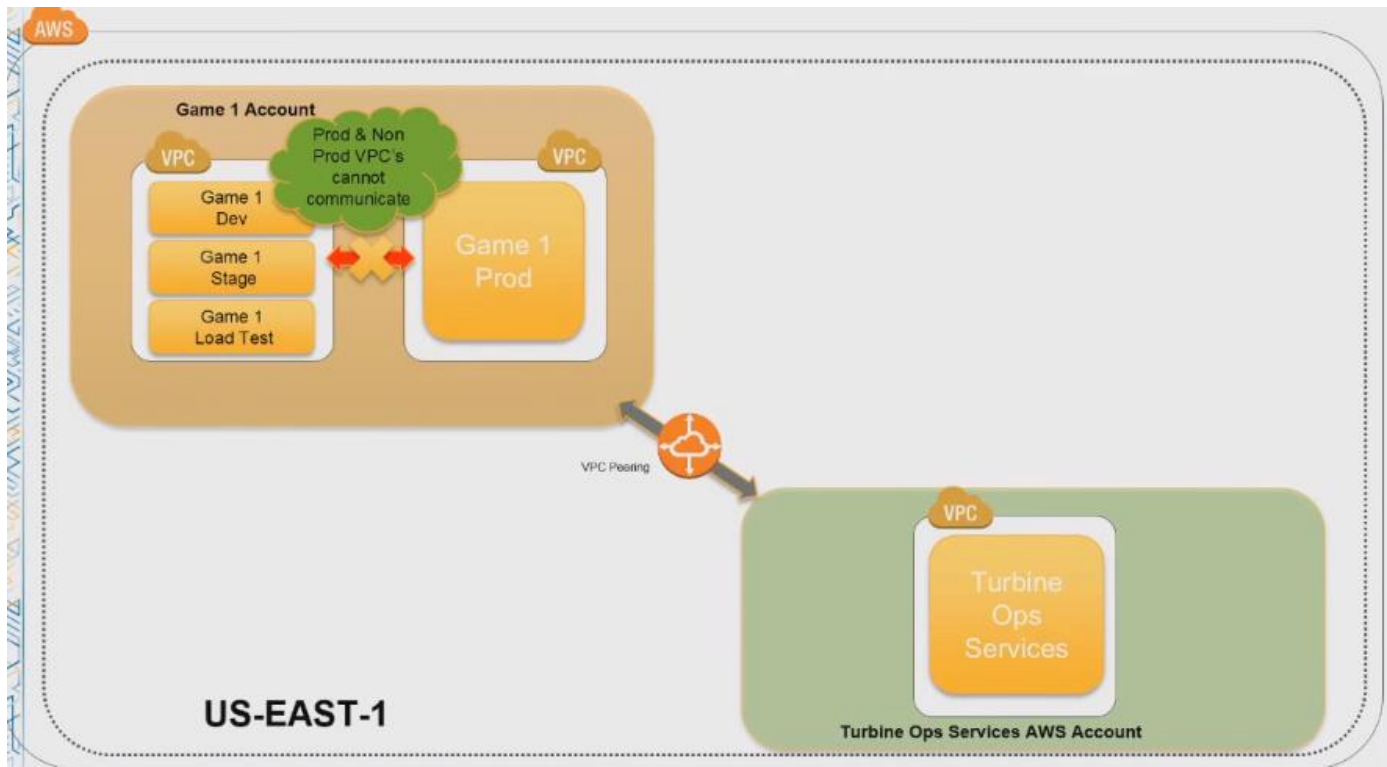 AWS
Game 1 Account
Prod & Non
Prod VPC's
cannot
communicate
VPC
VPC
Game 1
Dev
Game 1
Stage
Game 1
Load Test
Game 1
Prod
VPC Peering
VPC
Turbine
Ops
Services
US-EAST-1
Turbine Ops Services AWS Account